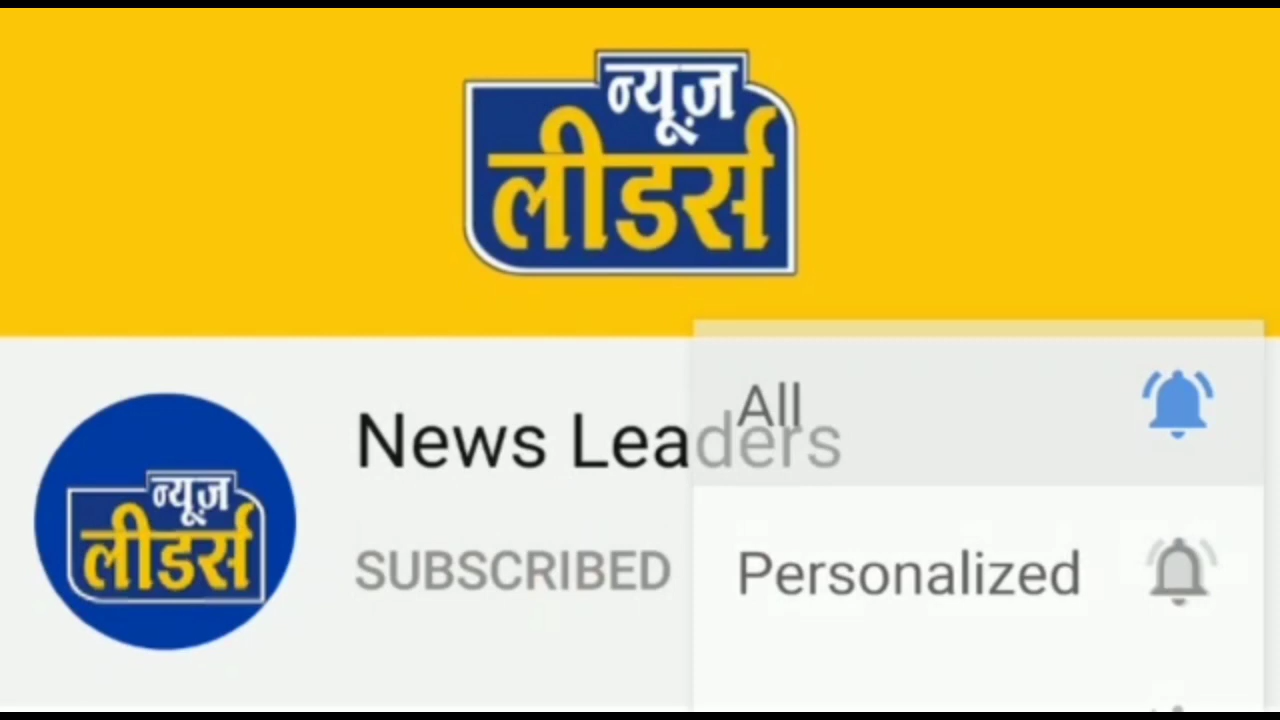 न्यूज़
लीडर्स
All
News Leaders
न्यूज़
लीडर्स
SUBSCRIBED
Personalized